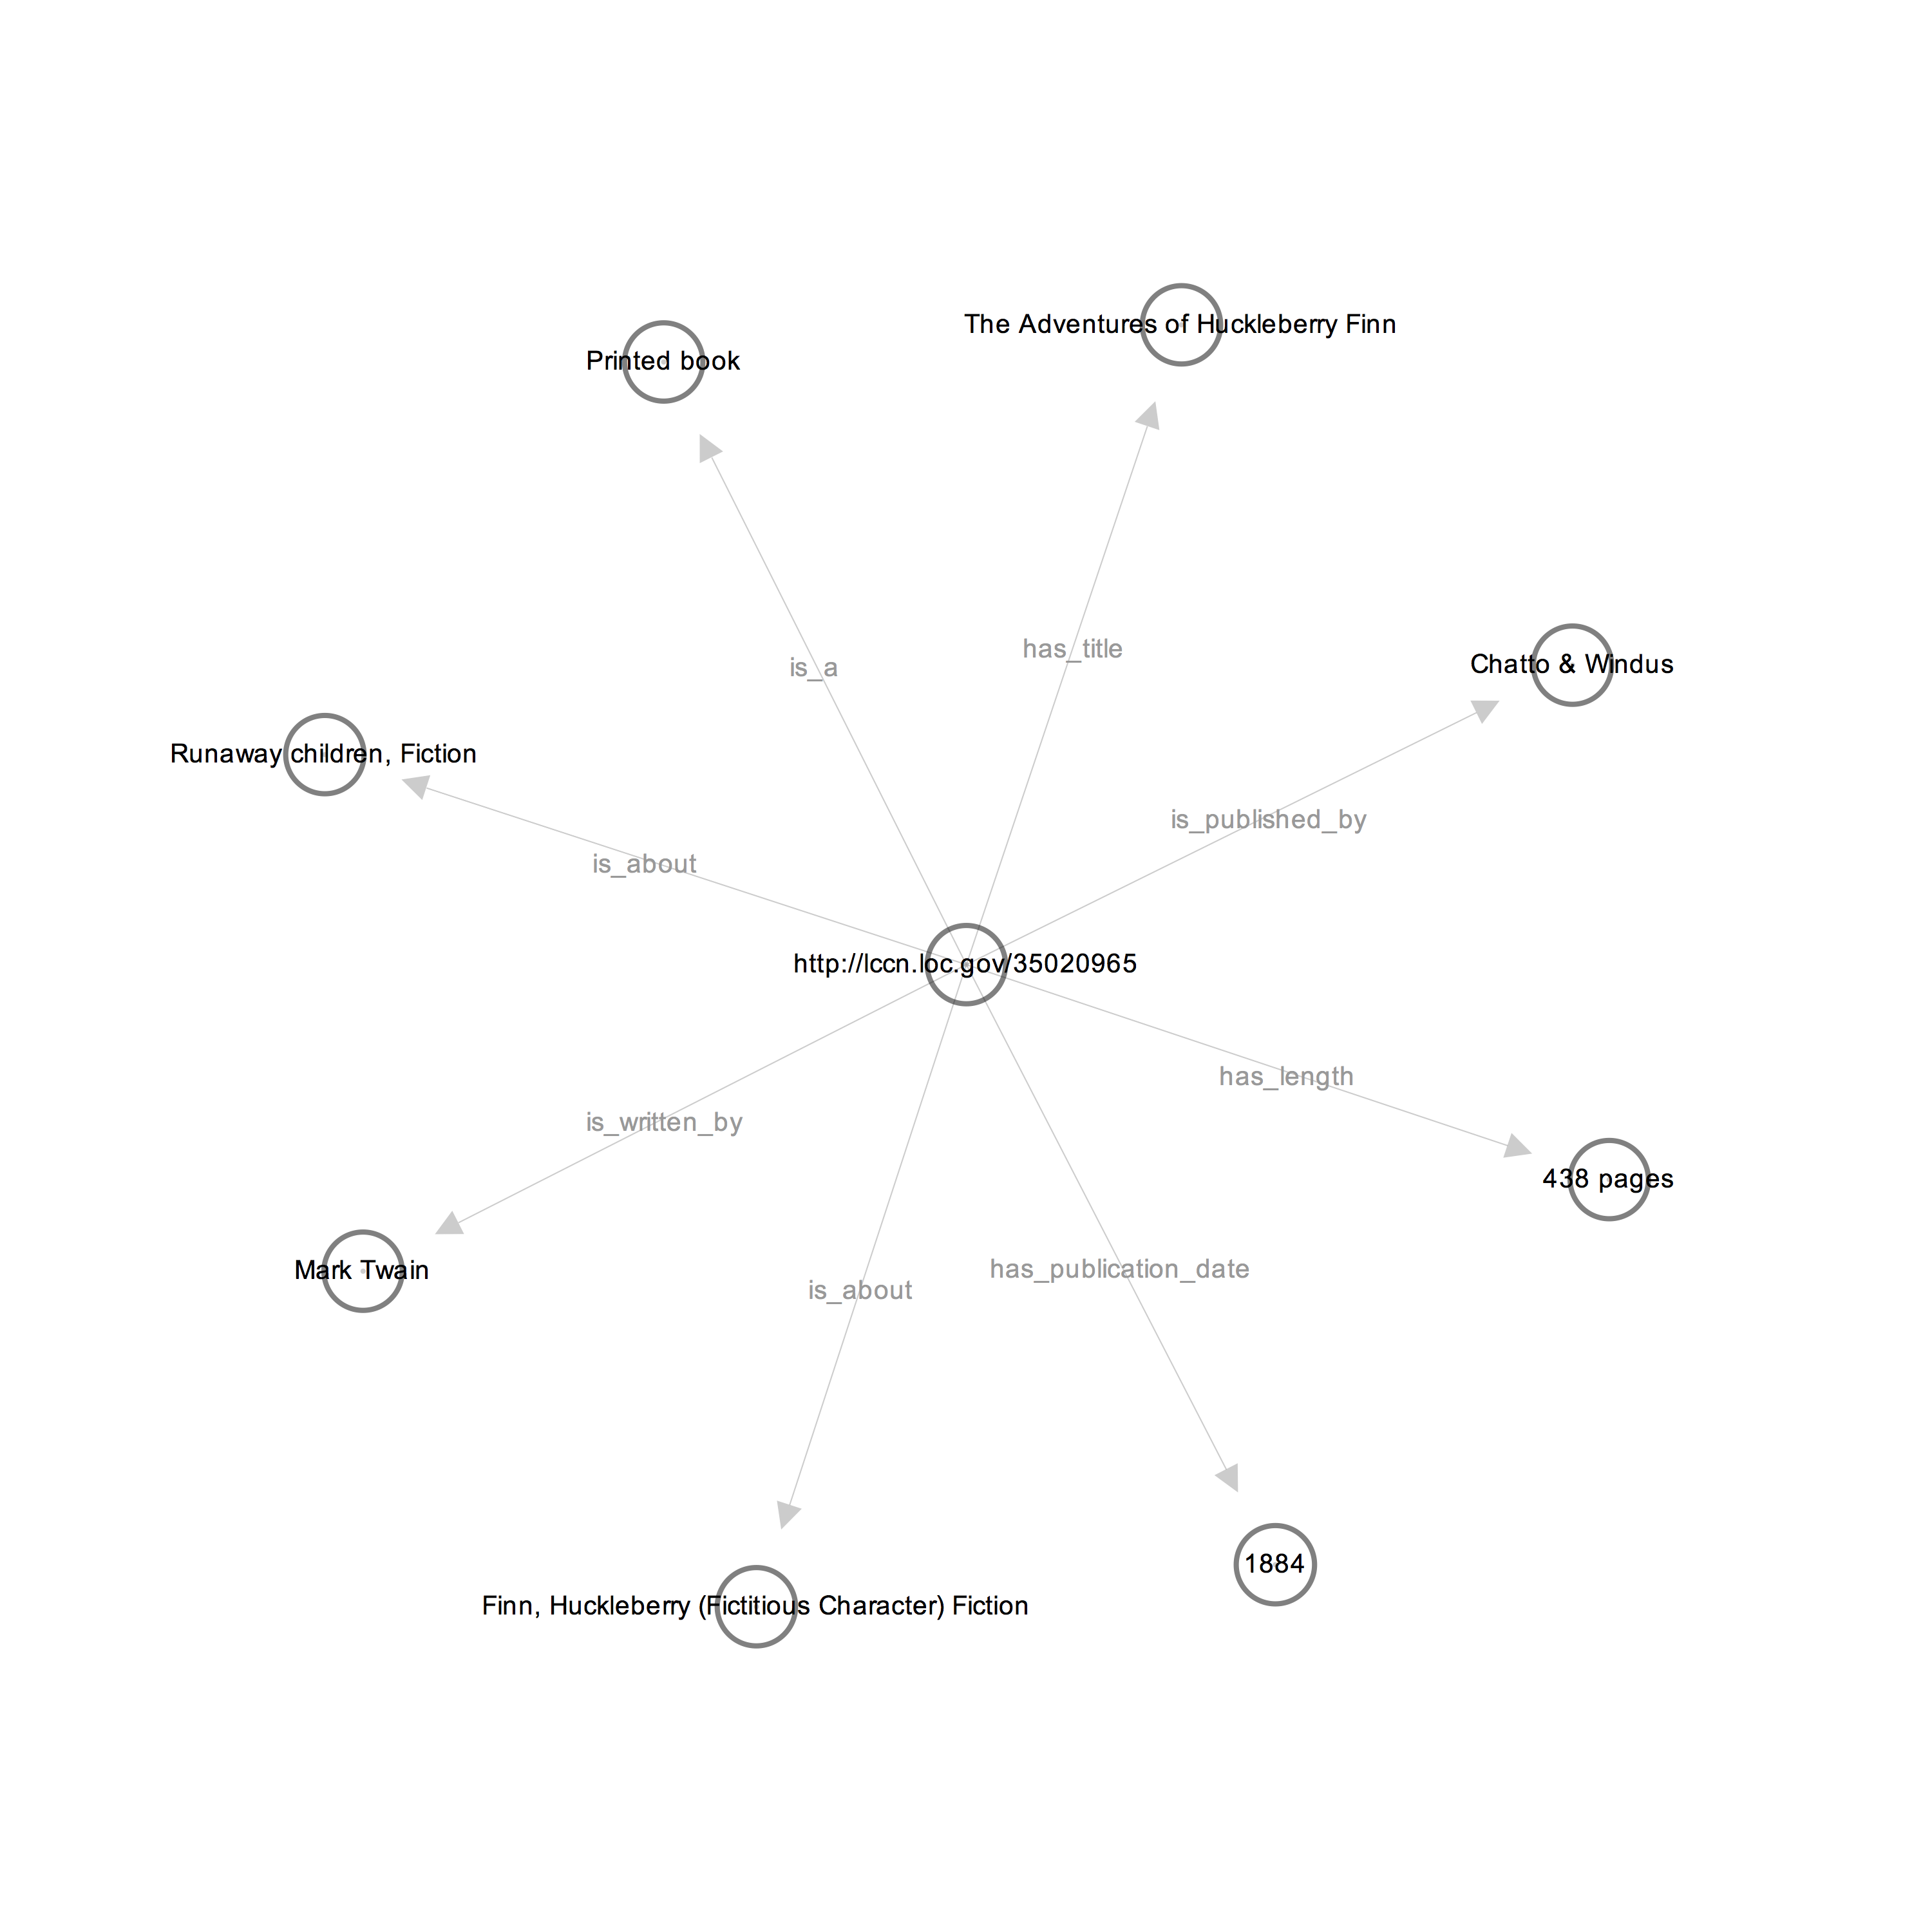 The Adventures of Huckleberry Finn
Printed book
has_title
Chatto & Windus
is_a
Runaway children, Fiction
is_published_by
is_about
http://lccn.loc.gov/35020965
has_length
is_written_by
438 pages
Mark Twain
has_publication_date
is_about
1884
Finn, Huckleberry (Fictitious Character) Fiction